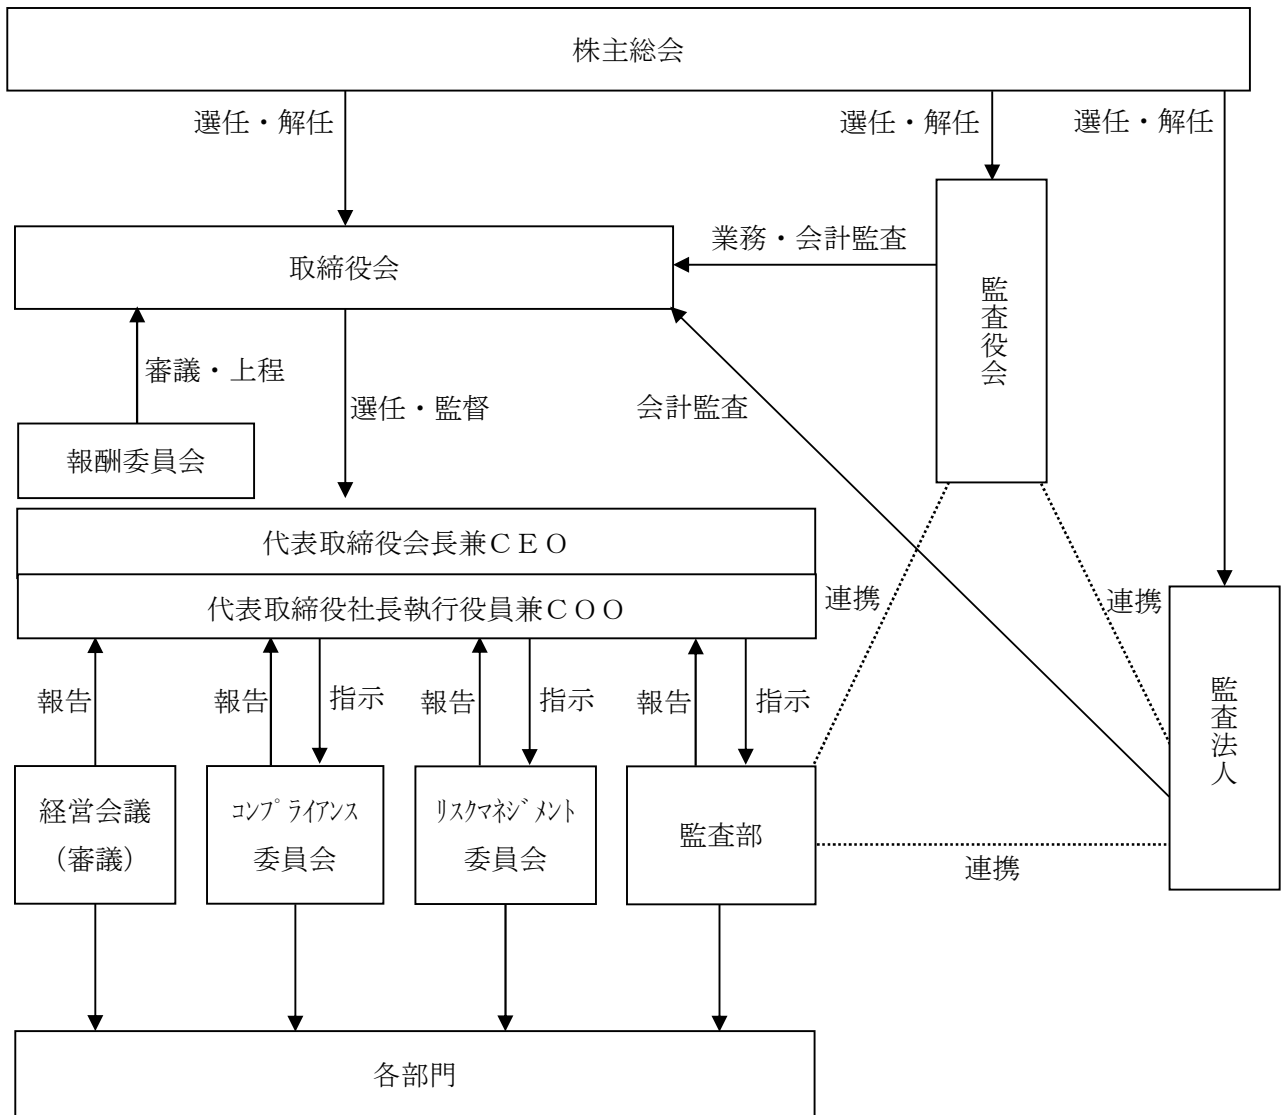 株主総会
選任・解任
選任・解任
選任・解任
取締役会
業務・会計監査
監査役会
審議・上程
選任・監督
会計監査
報酬委員会
代表取締役会長兼ＣＥＯ
代表取締役社長執行役員兼ＣＯＯ
連携
連携
報告
報告
指示
報告
指示
報告
指示
監査法人
経営会議
（審議）
ｺﾝﾌﾟﾗｲｱﾝｽ
委員会
ﾘｽｸﾏﾈｼﾞﾒﾝﾄ
委員会
監査部
連携
各部門